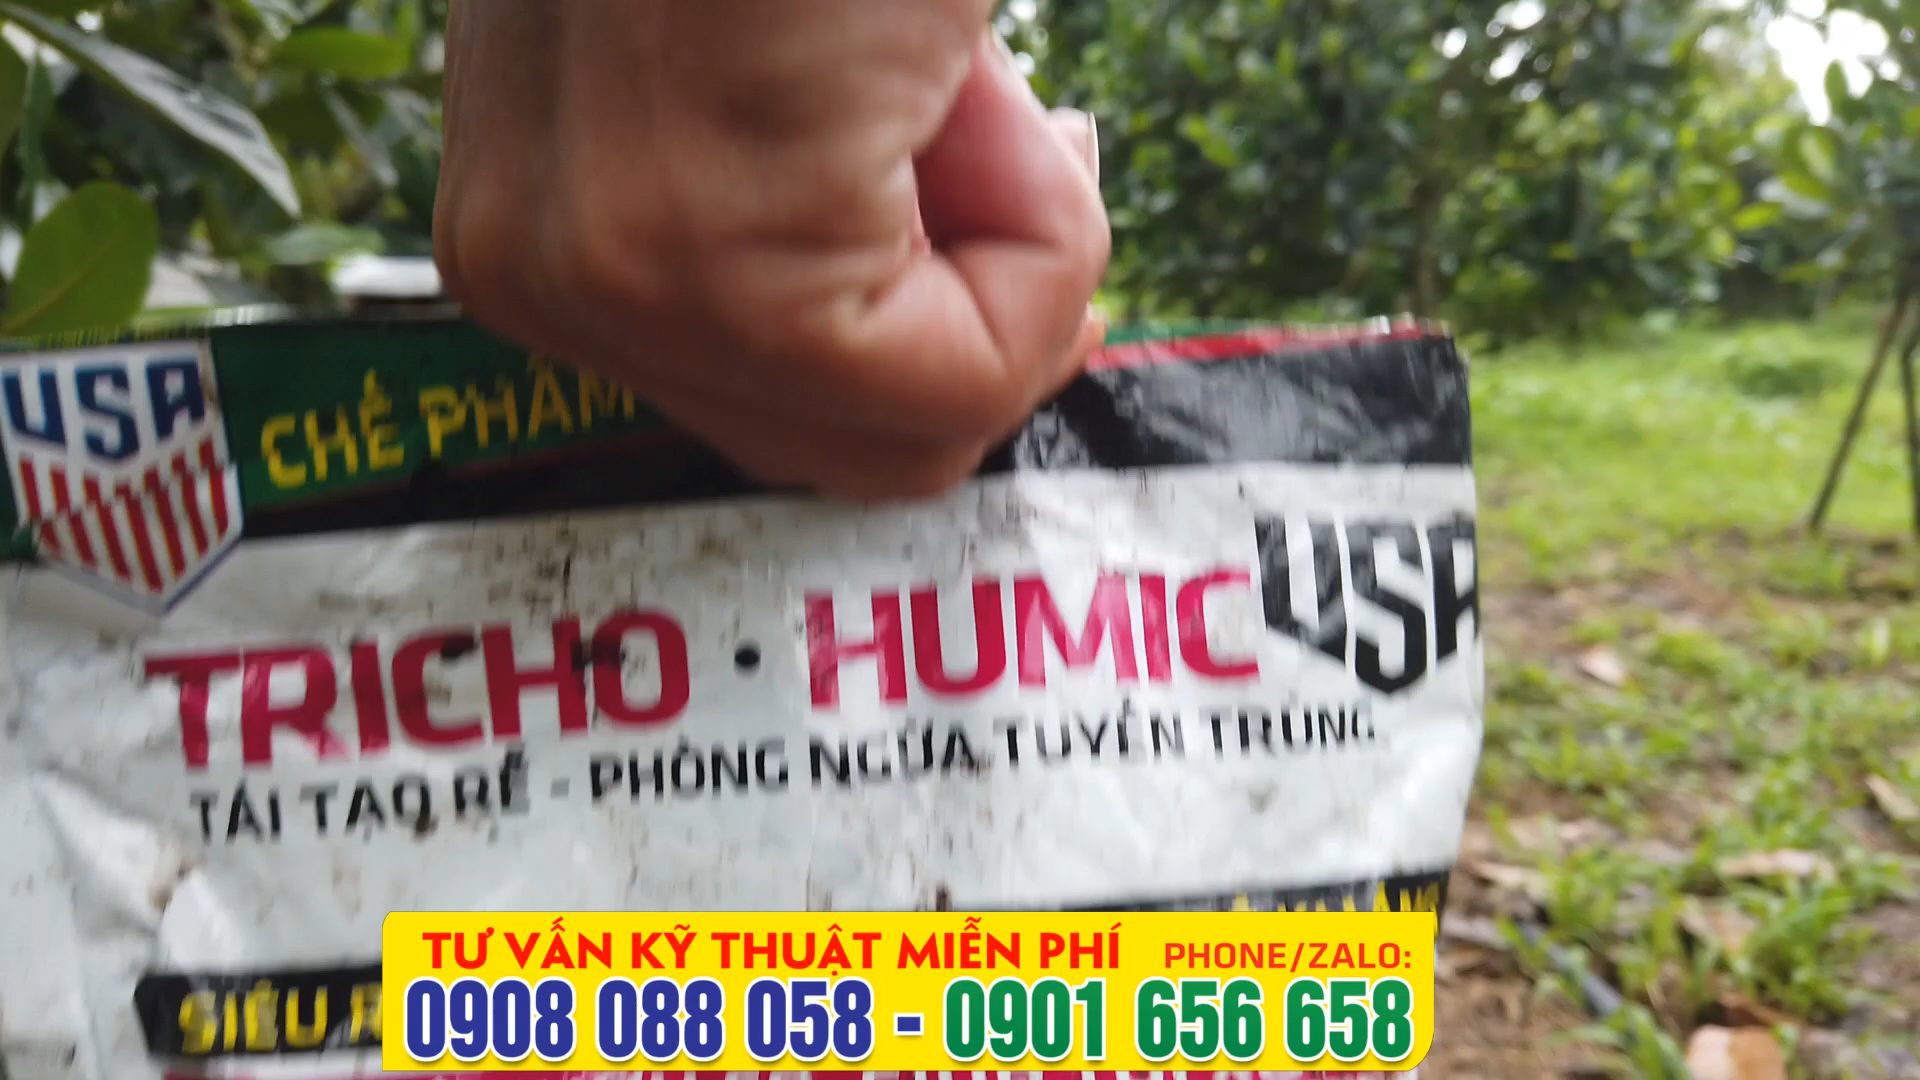 USA
CHẾ PHẨM
TRICHO • HUMIC USA
TÁI TẠO RỄ - PHÒNG NGỪA TUYẾN TRÙNG
SIÊU
TƯ VẤN KỸ THUẬT MIỄN PHÍ PHONE/ZALO:
0908 088 058 - 0901 656 658